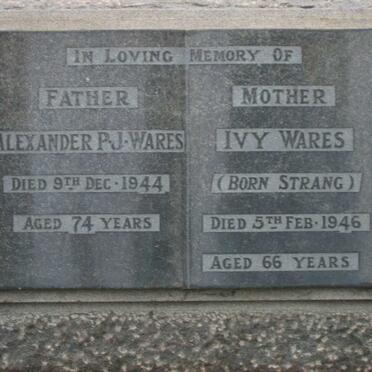 IN LOVING MEMORY OF
FATHER
ALEXANDER P·J·WARES
DIED 9TH DEC·1944
AGED 74 YEARS
MOTHER
IVY WARES
(BORN STRANG)
DIED 5TH FEB·1946
AGED 66 YEARS